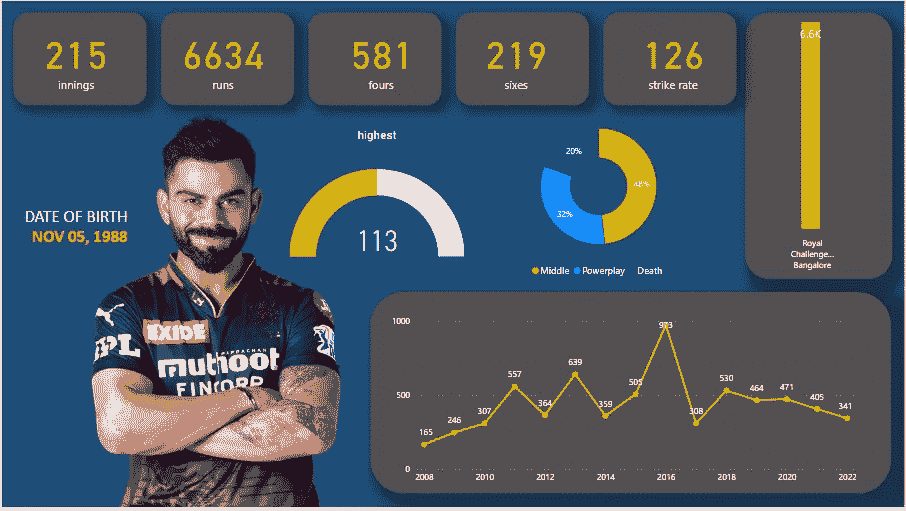 215
innings
6634
runs
581
fours
219
sixes
126
strike rate
6.6K
Royal
Challenge...
Bangalore
highest
113
20%
48%
32%
Middle Powerplay Death
DATE OF BIRTH
NOV 05, 1988
EXIDE
IPL
muthoot
FINCORP
1000
500
0
165
246
307
557
364
639
359
505
973
308
530
464
471
405
341
2008 2010 2012 2014 2016 2018 2020 2022